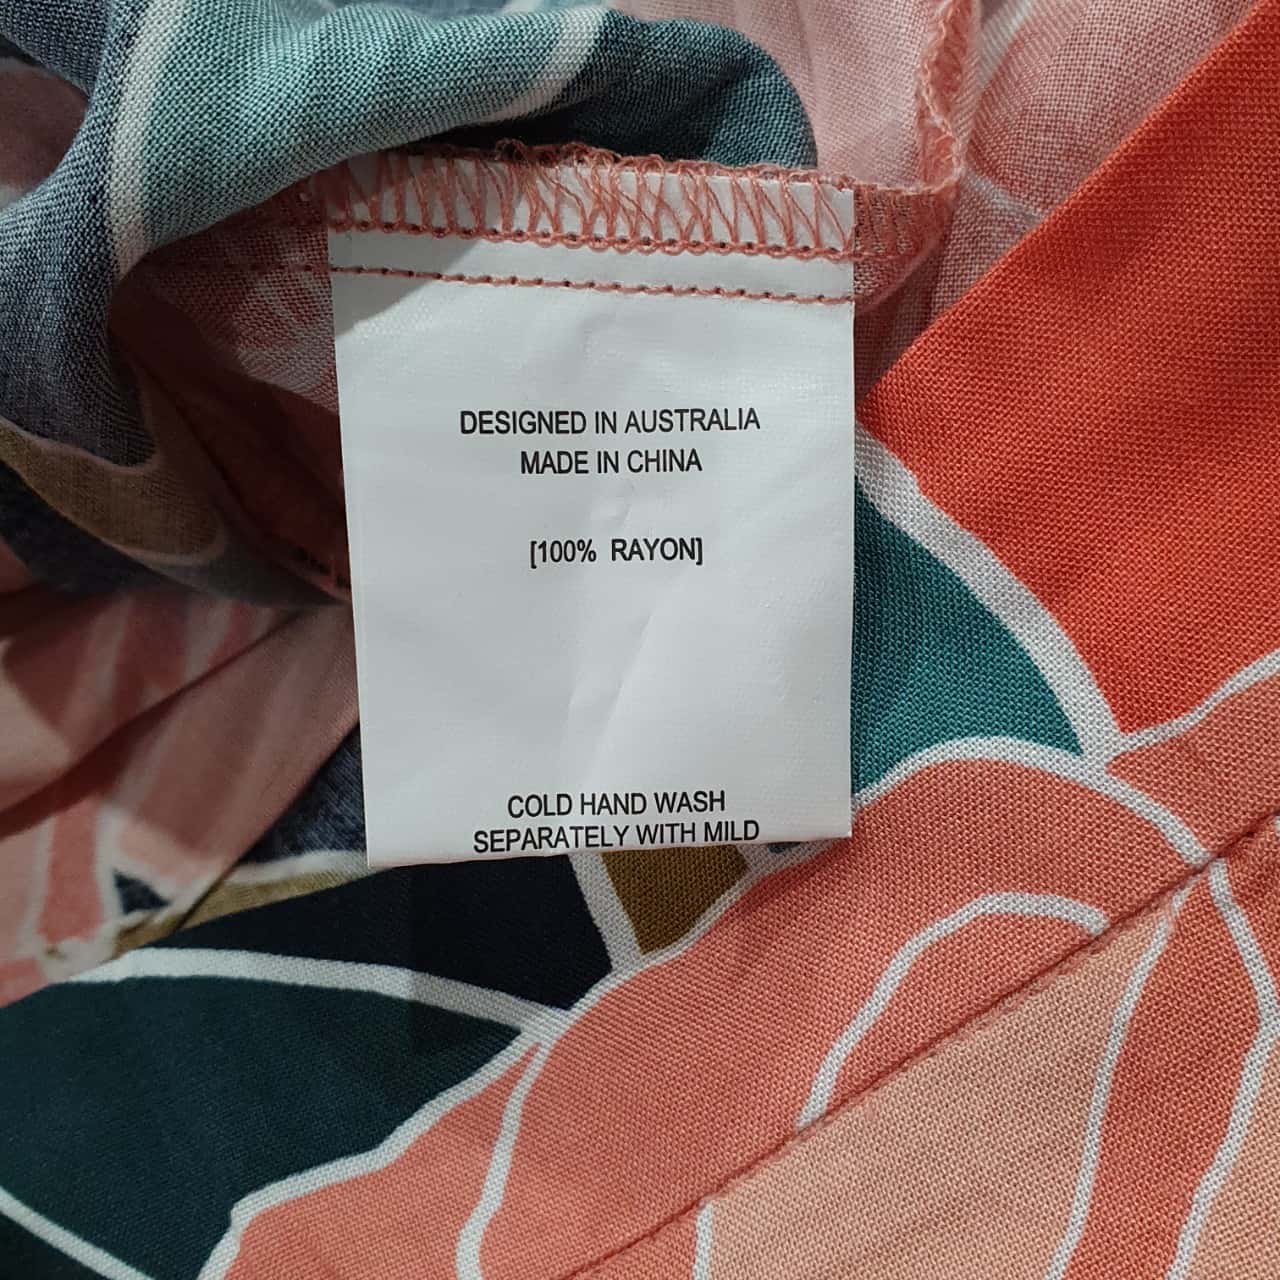 DESIGNED IN AUSTRALIA
MADE IN CHINA
[100% RAYON]
COLD HAND WASH
SEPARATELY WITH MILD